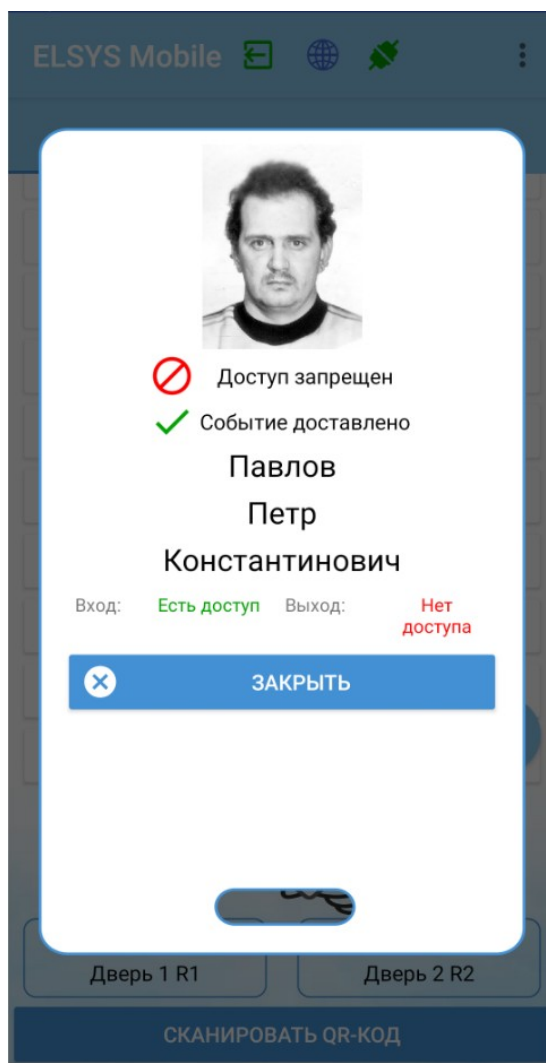 ELSYS Mobile
Доступ запрещен
Событие доставлено
Павлов
Петр
Константинович
Вход: Есть доступ Выход: Нет
доступа
ЗАКРЫТЬ
Дверь 1 R1 Дверь 2 R2
СКАНИРОВАТЬ QR-КОД